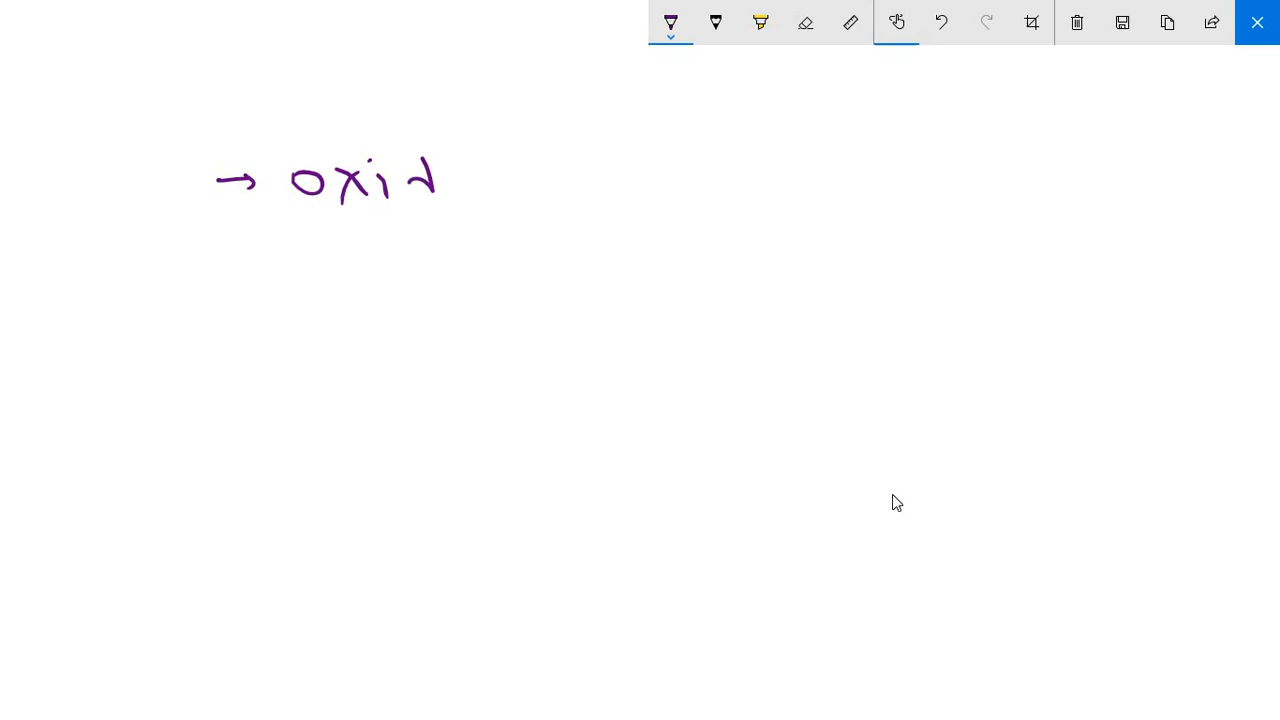 → oxid